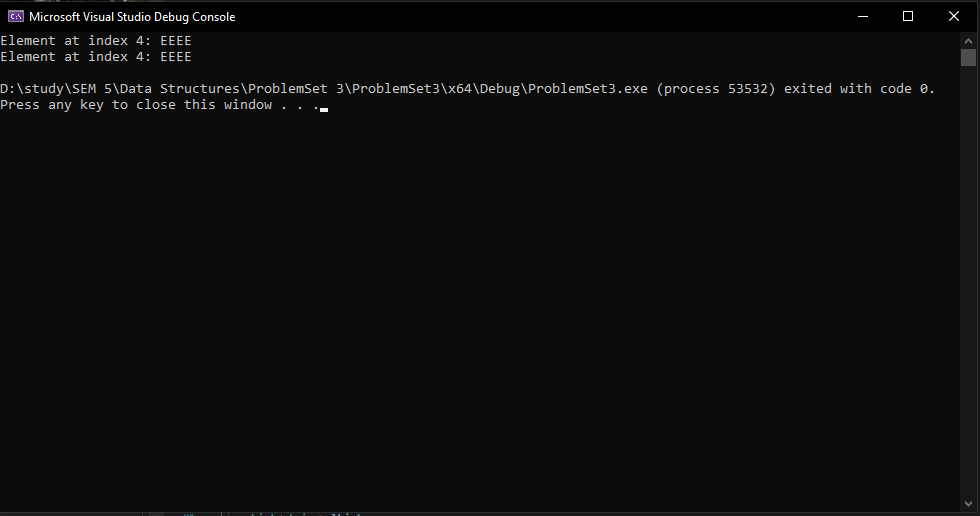 Microsoft Visual Studio Debug Console
Element at index 4: EEEE
Element at index 4: EEEE
D:\study\SEM 5\Data Structures\ProblemSet 3\ProblemSet3\x64\Debug\ProblemSet3.exe (process 53532) exited with code 0.
Press any key to close this window . . .